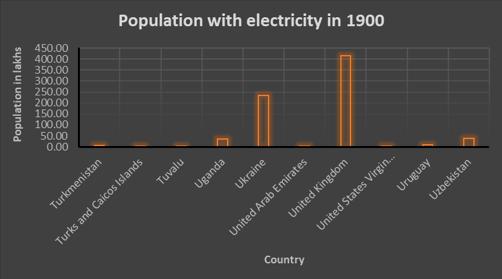 Population with electricity in 1900
Population in lakhs
450.00
400.00
350.00
300.00
250.00
200.00
150.00
100.00
50.00
0.00
Turkmenistan
Turks and Caicos Islands
Tuvalu
Uganda
Ukraine
United Arab Emirates
United Kingdom
United States Virgin...
Uruguay
Uzbekistan
Country